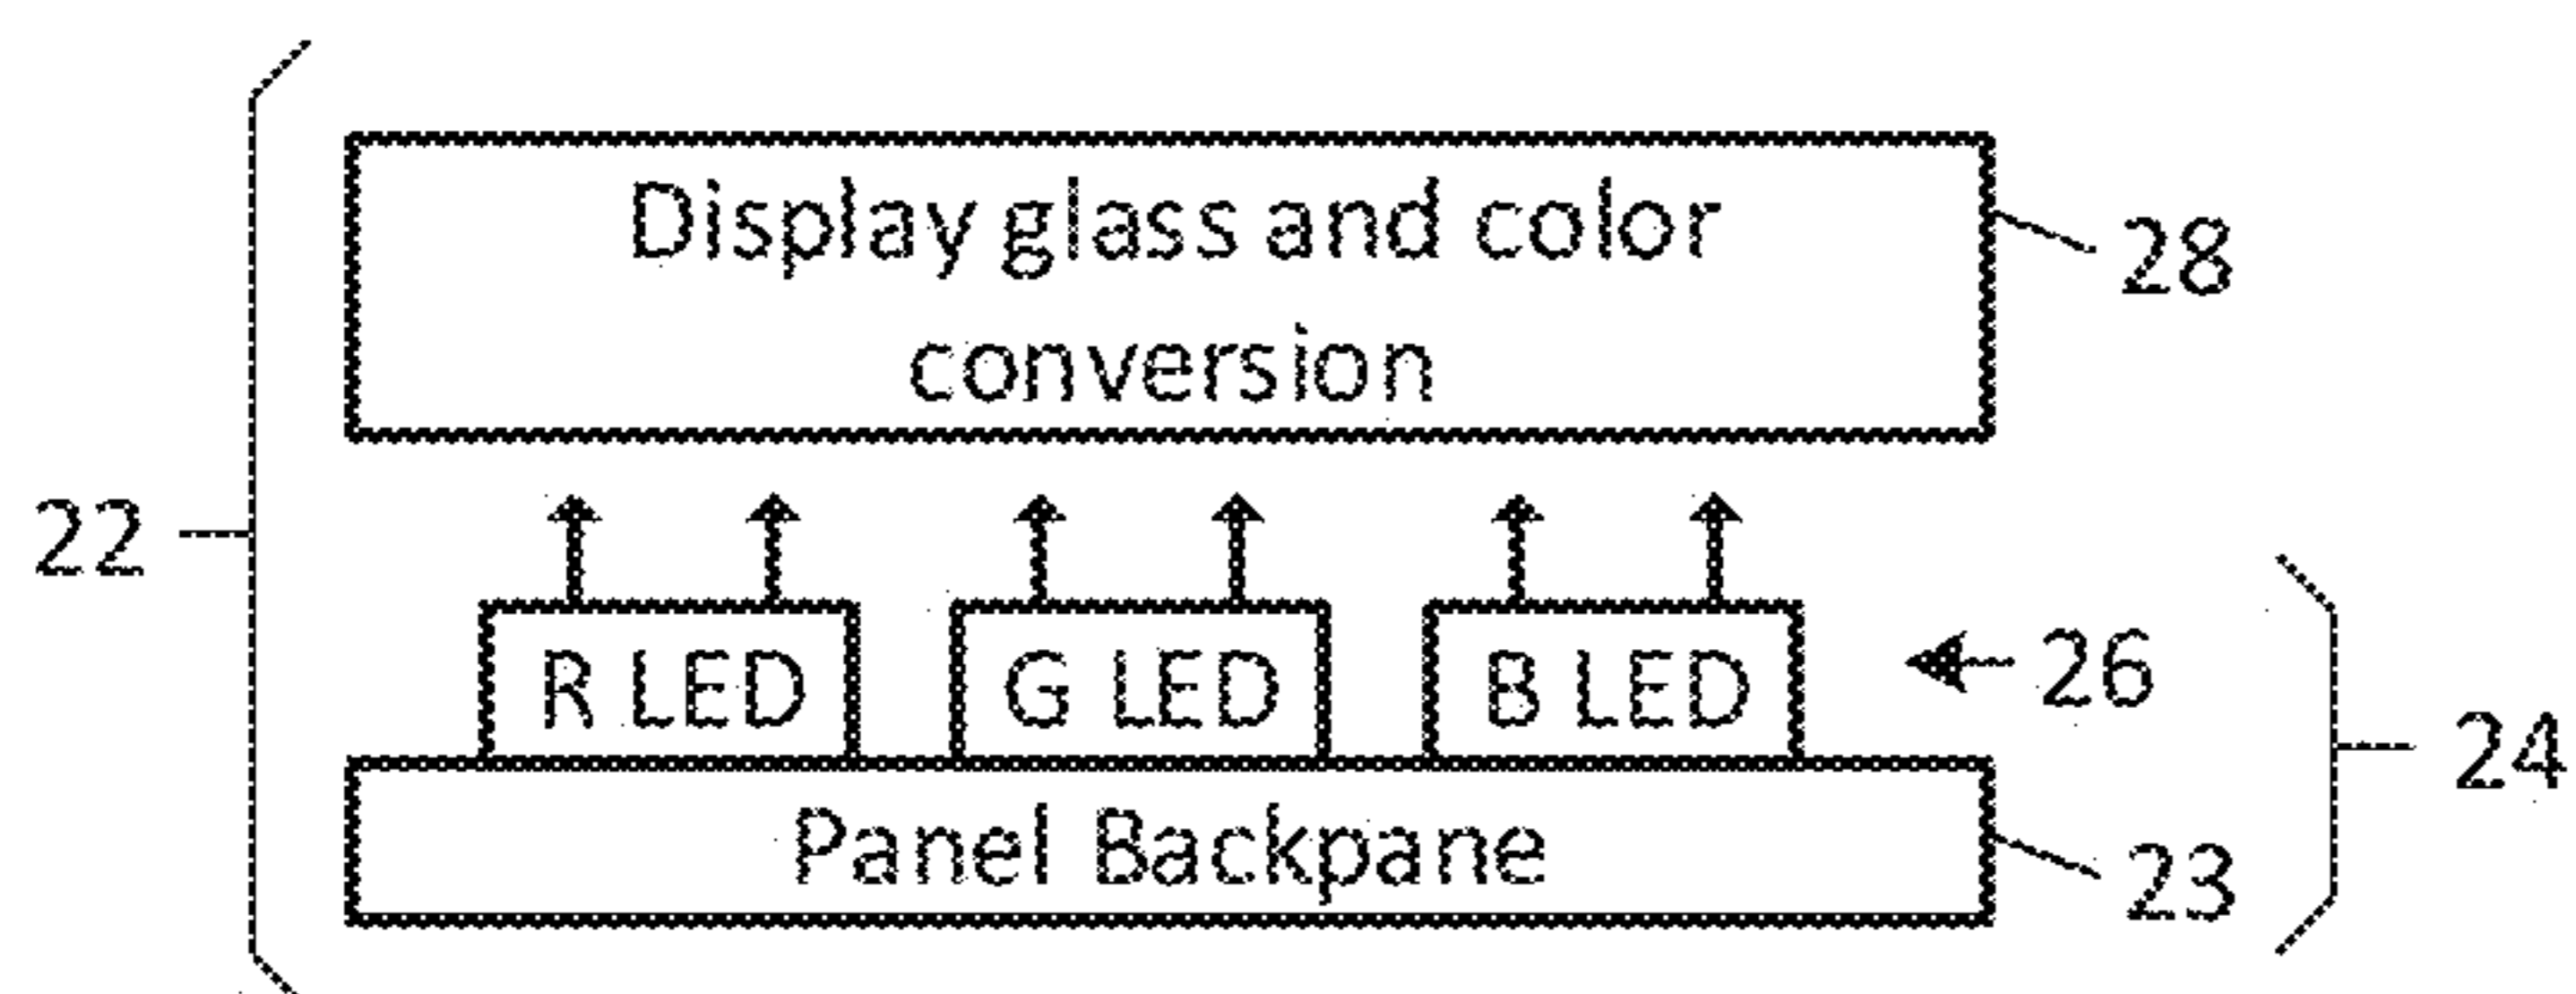 Display glass and color
conversion
28
22
R LED G LED B LED
26
24
Panel Backpane
23